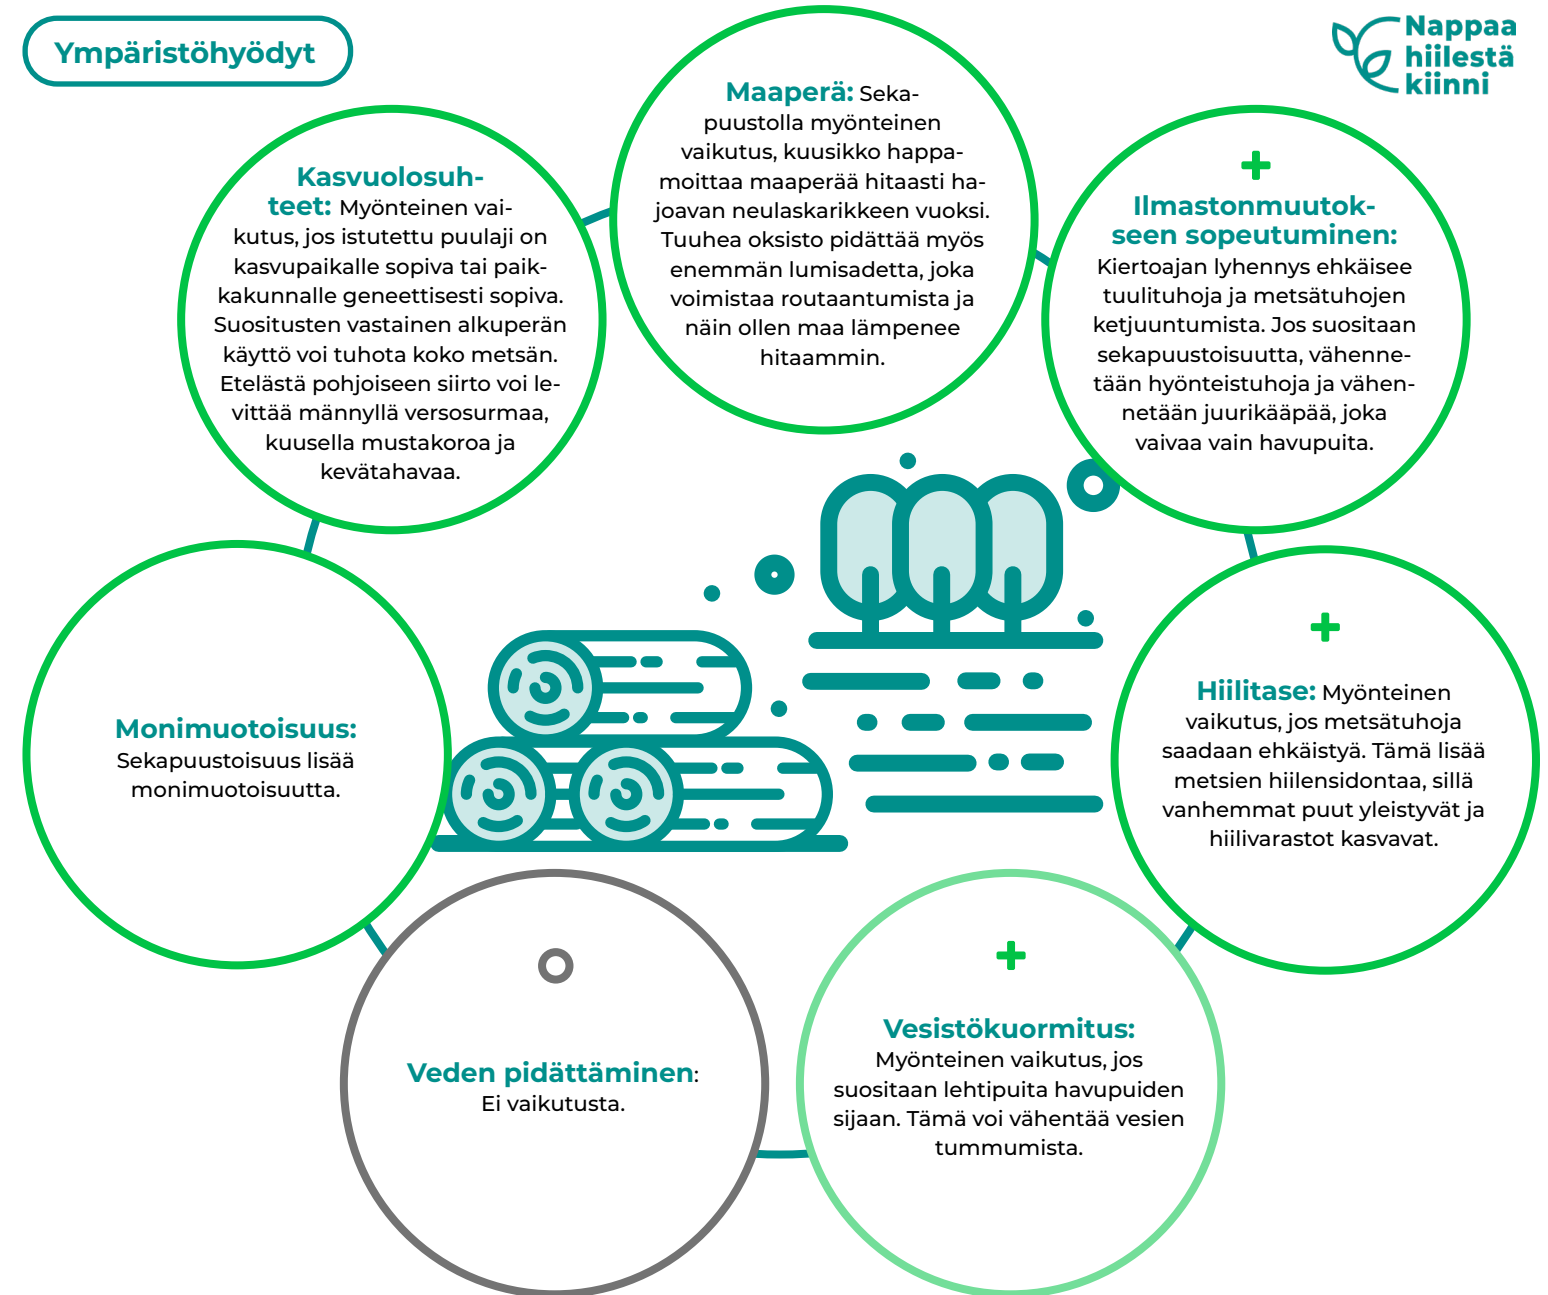 Ympäristöhyödyt
Nappaa
hiilestä
kiinni
Maaperä: Seka-
puustolla myönteinen
vaikutus, kuusikko happa-
moittaa maaperää hitaasti ha-
joavan neulaskarikkeen vuoksi.
Tuuhea oksisto pidättää myös
enemmän lumisadetta, joka
voimistaa routaantumista ja
näin ollen maa lämpenee
hitaammin.
Kasvuolosuh-
teet: Myönteinen vai-
kutus, jos istutettu puulaji on
kasvupaikalle sopiva tai paik-
kakunnalle geneettisesti sopiva.
Suositusten vastainen alkuperän
käyttö voi tuhota koko metsän.
Etelästä pohjoiseen siirto voi le-
vittää männyllä versosurmaa,
kuusella mustakoroa ja
kevätahavaa.
Ilmastonmuutok-
seen sopeutuminen:
Kiertoajan lyhennys ehkäisee
tuulituhoja ja metsätuhojen
ketjuuntumista. Jos suositaan
sekapuustoisuutta, vähenne-
tään hyönteistuhoja ja vähen-
netään juurikääpää, joka
vaivaa vain havupuita.
Monimuotoisuus:
Sekapuustoisuus lisää
monimuotoisuutta.
Hiilitase: Myönteinen
vaikutus, jos metsätuhoja
saadaan ehkäistyä. Tämä lisää
metsien hiilensidontaa, sillä
vanhemmat puut yleistyvät ja
hiilivarastot kasvavat.
Veden pidättäminen:
Ei vaikutusta.
Vesistökuormitus:
Myönteinen vaikutus, jos
suositaan lehtipuita havupuiden
sijaan. Tämä voi vähentää vesien
tummumista.